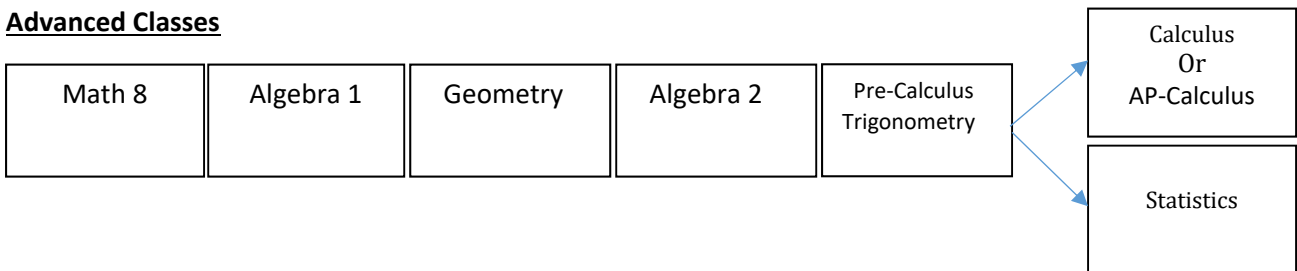 Advanced Classes
Math 8
Algebra 1
Geometry
Algebra 2
Pre-Calculus
Trigonometry
Calculus
Or
AP-Calculus
Statistics